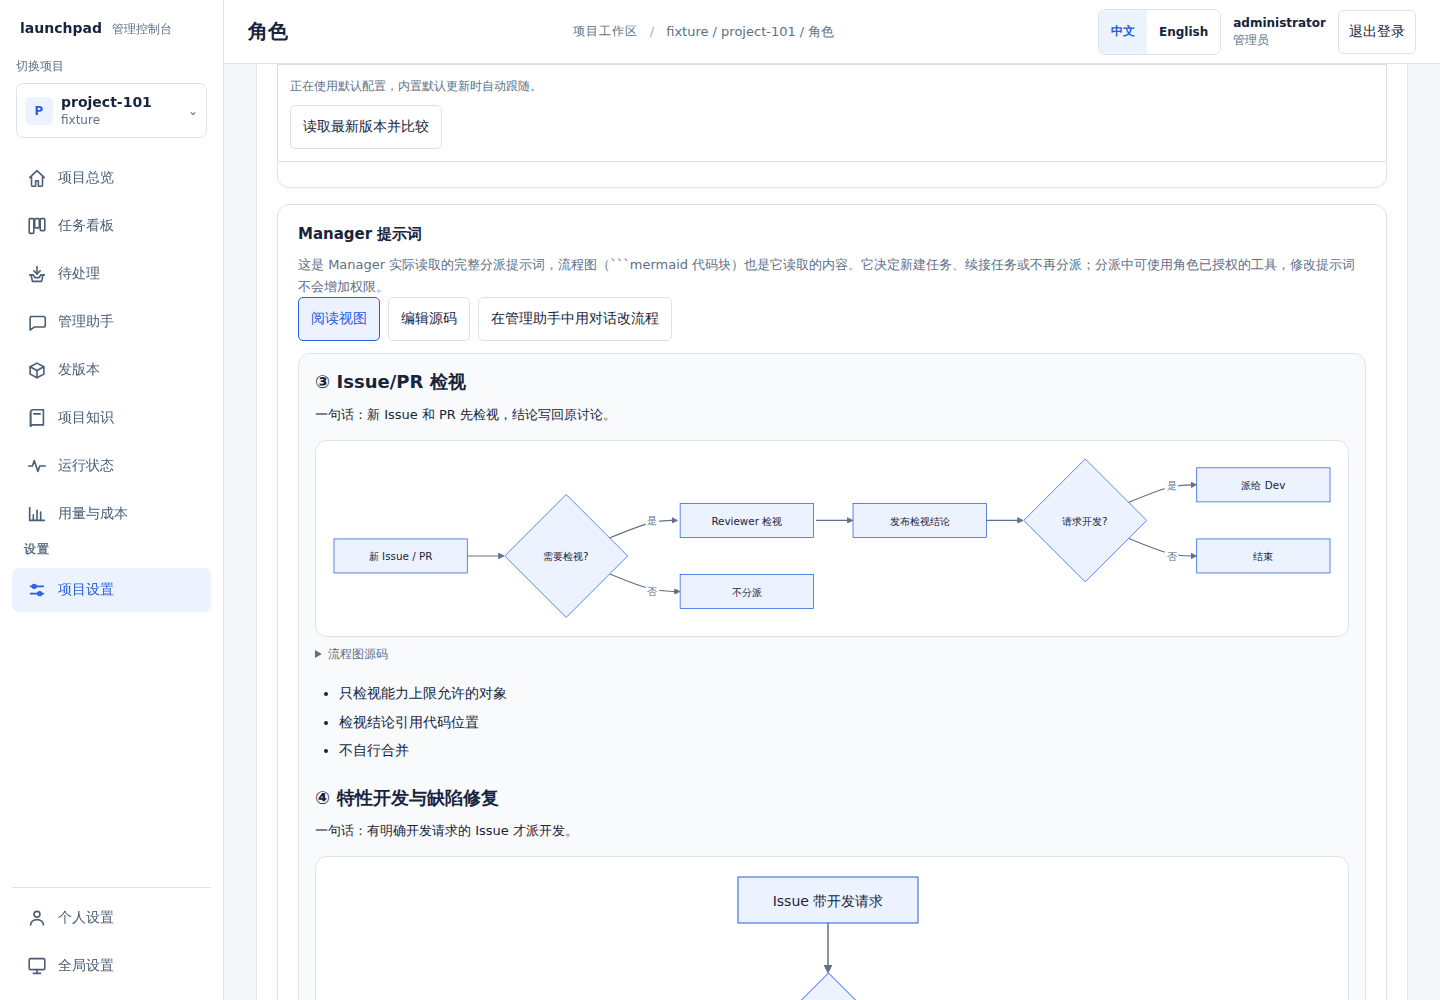 launchpad 管理控制台
切换项目
P
project-101
fixture
项目总览
任务看板
待处理
管理助手
发版本
项目知识
运行状态
用量与成本
设置
项目设置
个人设置
全局设置
角色
项目工作区 / fixture / project-101 / 角色
中文 English
administrator
管理员
退出登录
正在使用默认配置，内置默认更新时自动跟随。
读取最新版本并比较
Manager 提示词
这是 Manager 实际读取的完整分派提示词，流程图（```mermaid 代码块）也是它读取的内容。它决定新建任务、续接任务或不再分派；分派中可使用角色已授权的工具，修改提示词
不会增加权限。
阅读视图 编辑源码 在管理助手中用对话改流程
③ Issue/PR 检视
一句话：新 Issue 和 PR 先检视，结论写回原讨论。
新 Issue / PR
需要检视?
是
否
Reviewer 检视
不分派
发布检视结论
请求开发?
是
否
派给 Dev
结束
流程图源码
• 只检视能力上限允许的对象
• 检视结论引用代码位置
• 不自行合并
④ 特性开发与缺陷修复
一句话：有明确开发请求的 Issue 才派开发。
Issue 带开发请求